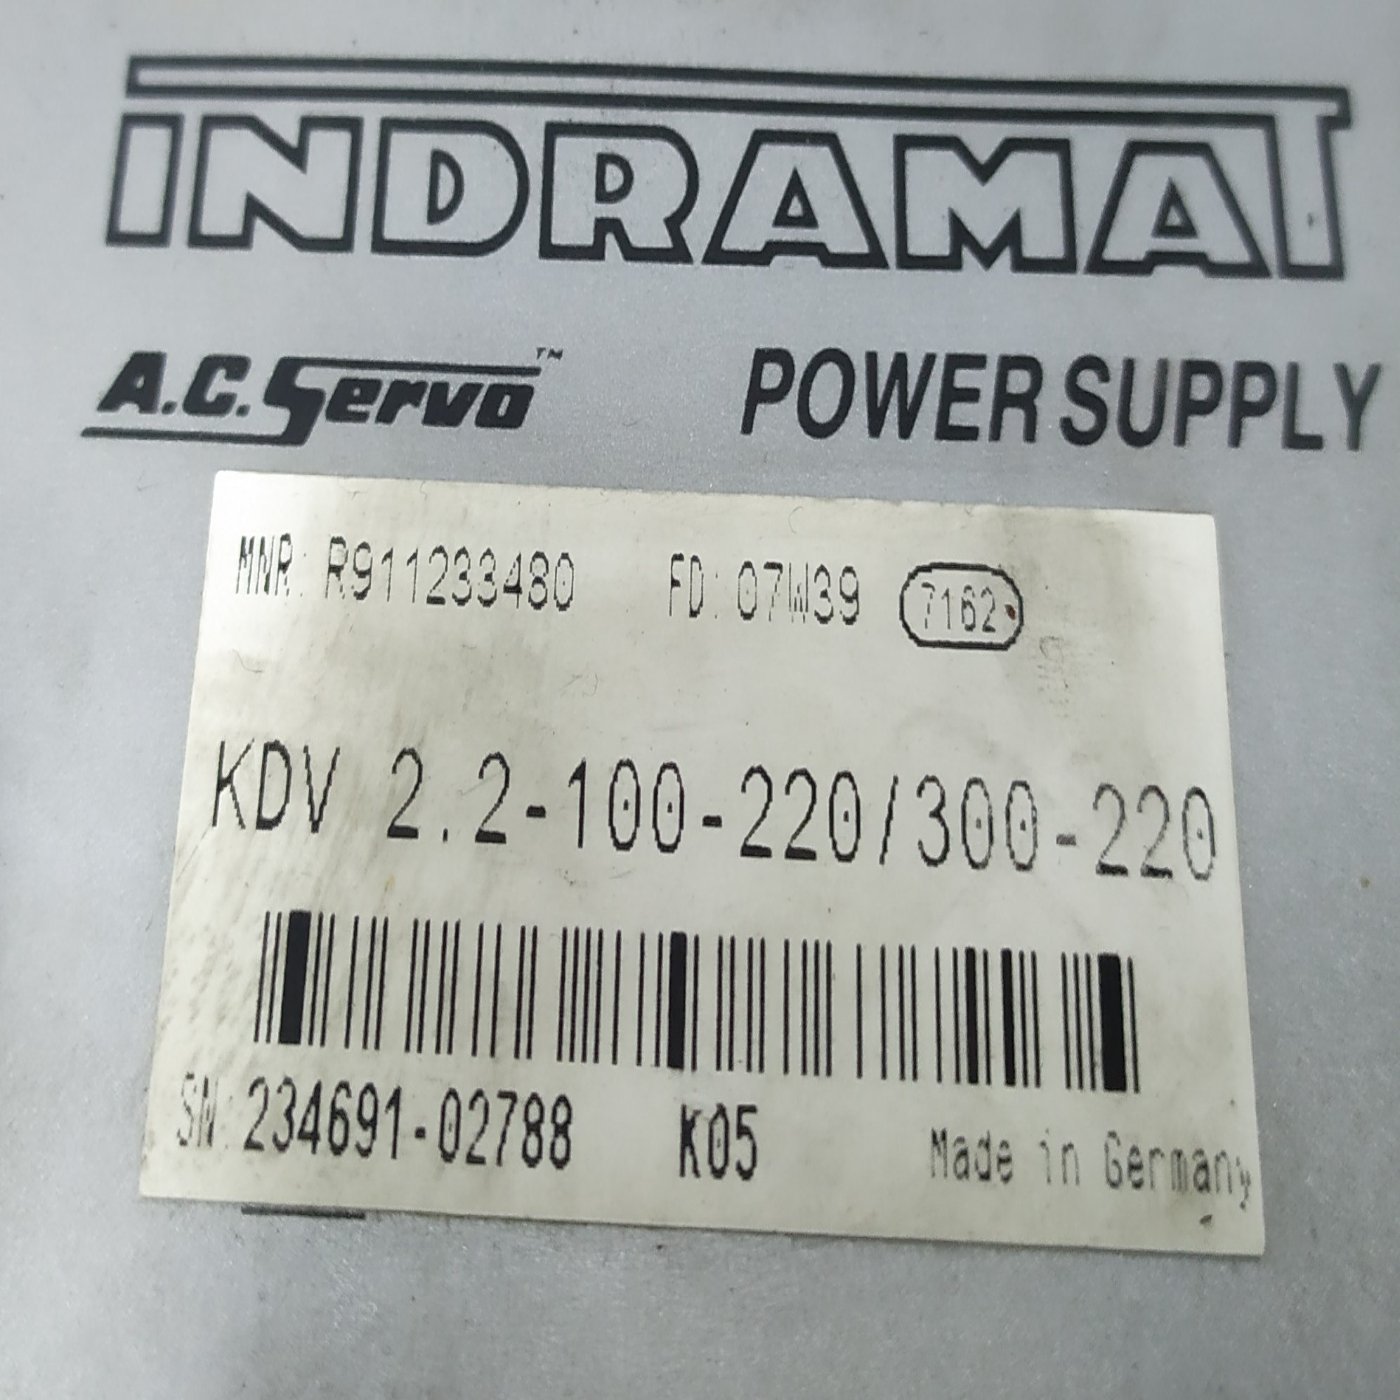 INDRAMAT
A.C. Servo™ POWER SUPPLY
MNR: R911233480 FD: 07W39 7162
KDV 2.2-100-220/300-220
SN: 234691-02788 K05 Made in Germany